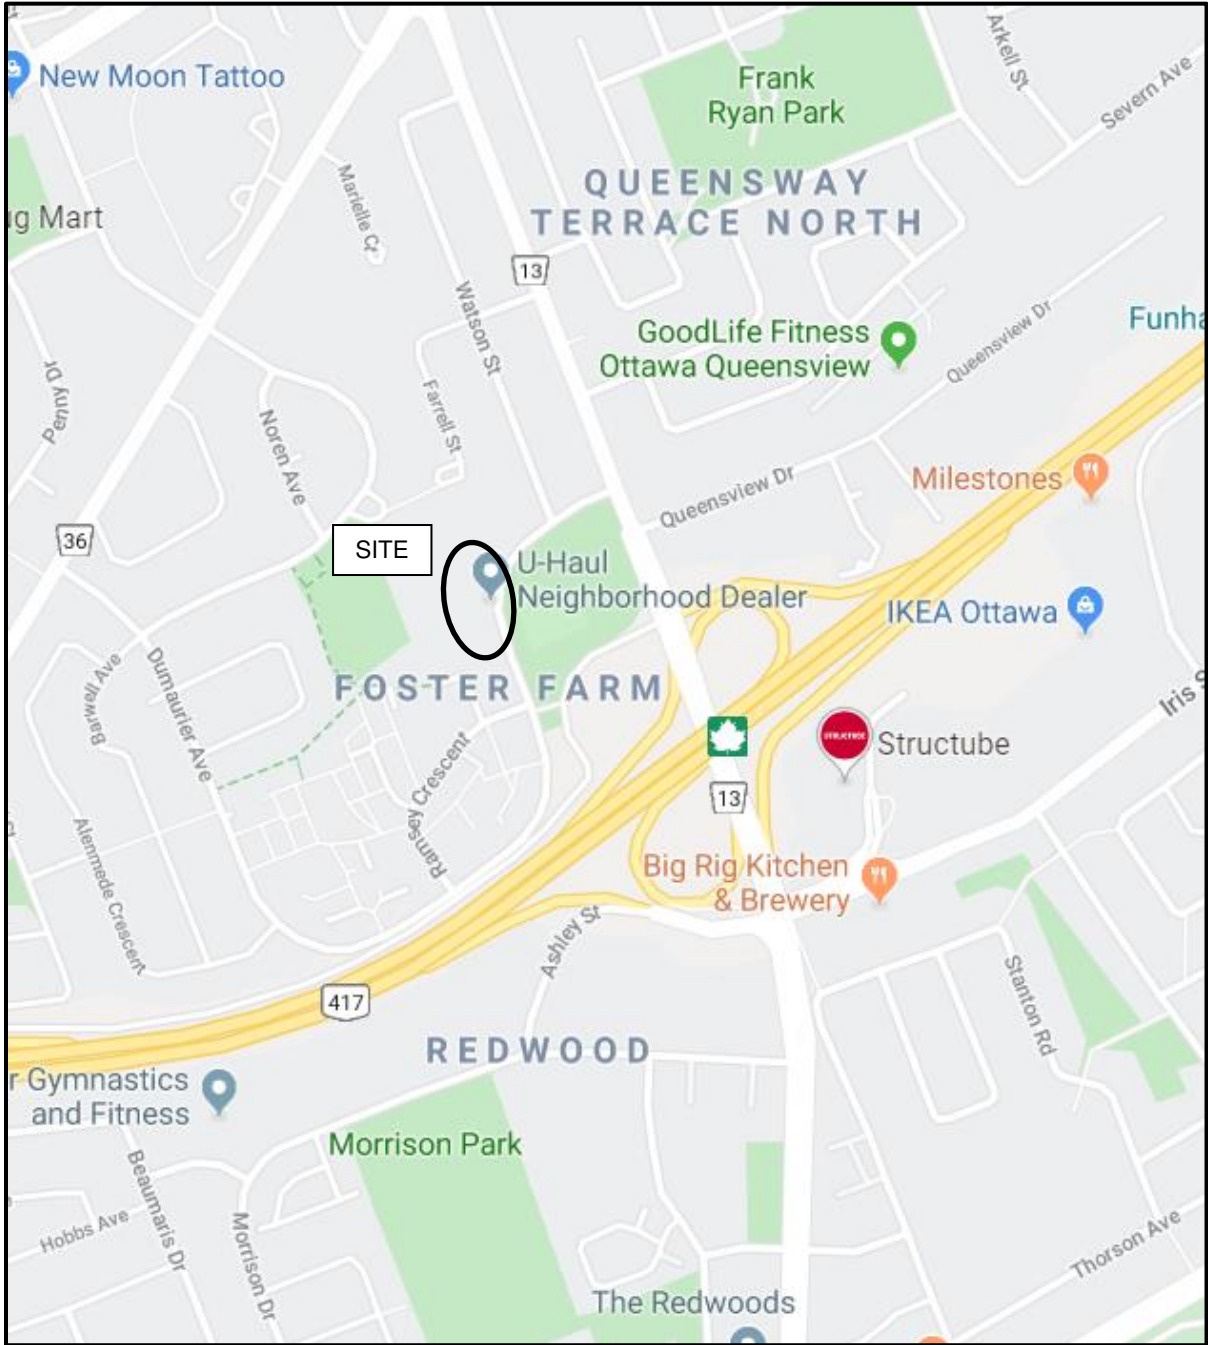 New Moon Tattoo
Frank
Ryan Park
Arkell St
Severn Ave
QUEENSWAY
TERRACE NORTH
Marielle Cr
ug Mart
13
Watson St
GoodLife Fitness
Ottawa Queensview
Queensview Dr
Funha
Penny Dr
Noren Ave
Farrell St
Queensview Dr
Milestones
36
SITE
U-Haul
Neighborhood Dealer
IKEA Ottawa
Barwell Ave
Dumaurier Ave
FOSTER FARM
Iris S
STRUCTUBE
Structube
Ramsey Crescent
13
Alenmede Crescent
Big Rig Kitchen
& Brewery
Ashley St
Stanton Rd
417
REDWOOD
r Gymnastics
and Fitness
Morrison Park
Beaumaris Dr
Hobbs Ave
Morrison Dr
Thorson Ave
The Redwoods